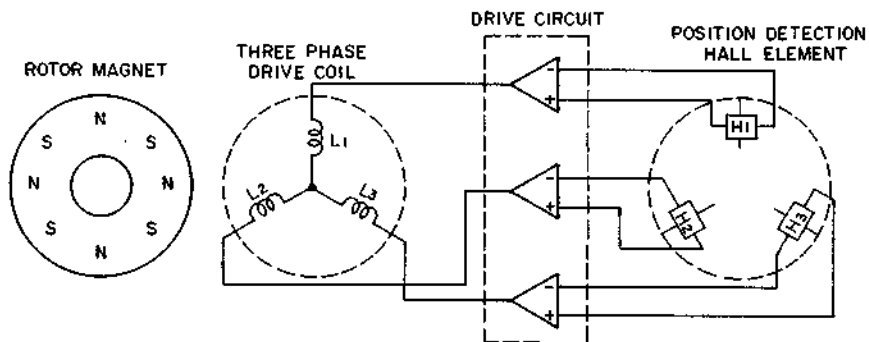 ROTOR MAGNET
N
S
S
N
N
S
S
N
THREE PHASE
DRIVE COIL
L1
L2
L3
DRIVE CIRCUIT
-
+
-
+
-
+
POSITION DETECTION
HALL ELEMENT
H1
H2
H3